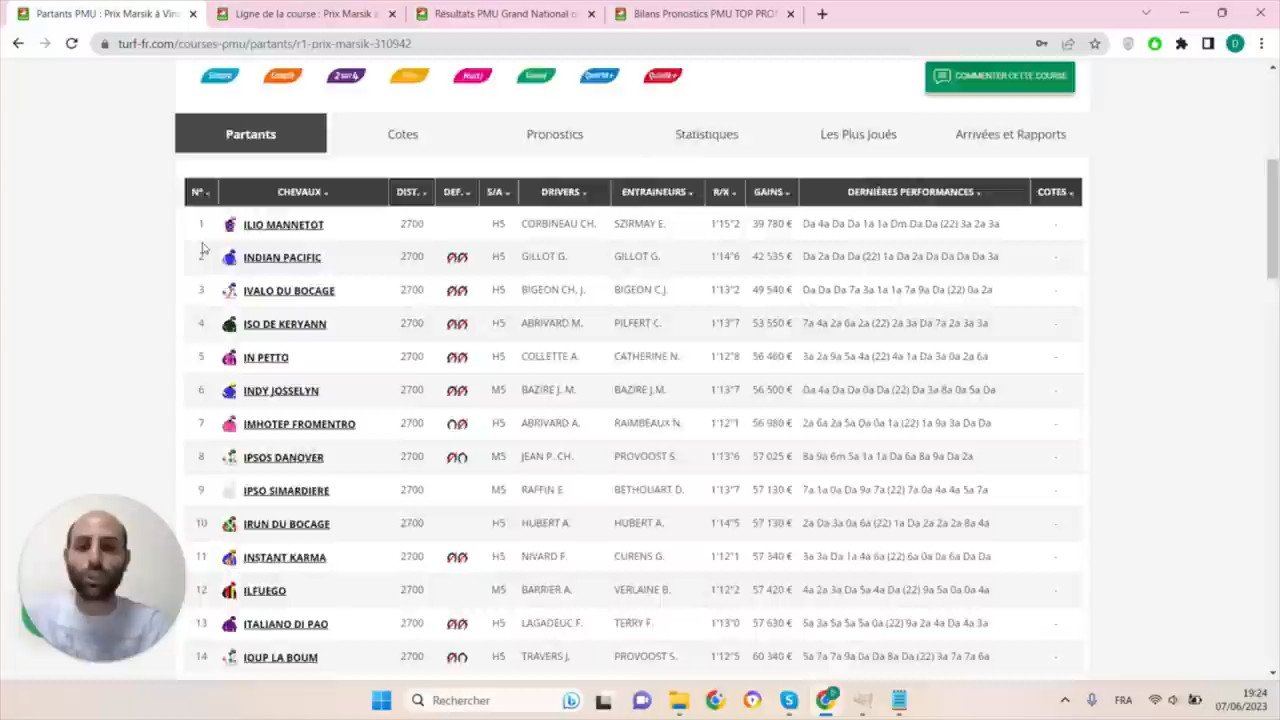 Partants PMU : Prix Marsik à Vin
Ligne de la course : Prix Marsik
Résultats PMU Grand National
Bilans Pronostics PMU TOP PRO
turf-fr.com/courses-pmu/partants/r1-prix-marsik-310942
D
Simple 2 sur 4 Multi Quarté+ Quinté+
COMMENTER CETTE COURSE
Partants Cotes Pronostics Statistiques Les Plus Joués Arrivées et Rapports
N° CHEVAUX DIST. DEF. S/A DRIVERS ENTRAINEURS R/K GAINS DERNIÈRES PERFORMANCES COTES
1 ILIO MANNETOT 2700 H5 CORBINEAU CH. SZIRMAY E. 1'15"2 39 780 € Da 4a Da Da 1a 1a Dm Da Da (22) 3a 2a 3a -
INDIAN PACIFIC 2700 H5 GILLOT G. GILLOT G. 1'14"6 42 535 € Da 2a Da Da (22) 1a Da 2a Da Da Da Da 3a -
3 IVALO DU BOCAGE 2700 H5 BIGEON CH. J. BIGEON C.J. 1'13"2 49 540 € Da Da Da 7a 3a 1a 1a 7a 9a Da (22) 0a 2a -
4 ISO DE KERYANN 2700 H5 ABRIVARD M. PILFERT C. 1'13"7 53 550 € 7a 4a 2a 6a 2a (22) 2a 3a Da 7a 2a 3a 3a -
5 IN PETTO 2700 H5 COLLETTE A. CATHERINE N. 1'12"8 56 460 € 3a 2a 9a 5a 4a (22) 4a 1a Da 3a 0a 2a 6a -
6 INDY JOSSELYN 2700 M5 BAZIRE J. M. BAZIRE J.M. 1'13"7 56 500 € 0a 4a Da Da 0a Da (22) Da 3a 8a 0a 5a Da -
7 IMHOTEP FROMENTRO 2700 H5 ABRIVARD A. RAIMBEAUX N. 1'12"1 56 980 € 2a 6a 2a 5a 0a 0a 1a (22) 1a 9a 3a Da Da -
8 IPSOS DANOVER 2700 M5 JEAN P. CH. PROVOOST S. 1'13"6 57 025 € 8a 9a 6m 5a 1a 1a Da 6a 8a 9a Da 2a -
9 IPSO SIMARDIERE 2700 M5 RAFFIN E. BETHOUART D. 1'13"7 57 130 € 7a 1a 0a Da 9a 7a (22) 7a 0a 4a 4a 5a 7a -
10 IRUN DU BOCAGE 2700 H5 HUBERT A. HUBERT A. 1'14"5 57 130 € 2a Da 3a 0a 6a (22) 1a Da 2a 2a 2a 8a 4a -
11 INSTANT KARMA 2700 H5 NIVARD F. CURENS G. 1'12"1 57 340 € 3a 3a Da 1a 4a 6a (22) 6a 0a 0a 6a Da Da -
12 ILFUEGO 2700 M5 BARRIER A. VERLAINE B. 1'12"2 57 420 € 4a 2a 3a Da 5a 4a Da (22) 9a 5a 0a 0a 4a -
13 ITALIANO DI PAO 2700 H5 LAGADEUC F. TERRY F. 1'13"0 57 630 € 5a 3a 5a 5a 5a 0a (22) 9a 2a 4a Da 4a 3a -
14 IOUP LA BOUM 2700 H5 TRAVERS J. PROVOOST S. 1'12"5 60 340 € 5a 7a 7a 9a Da Da 8a Da (22) 3a 7a 7a 6a -
Rechercher
FRA
19:24
07/06/2023